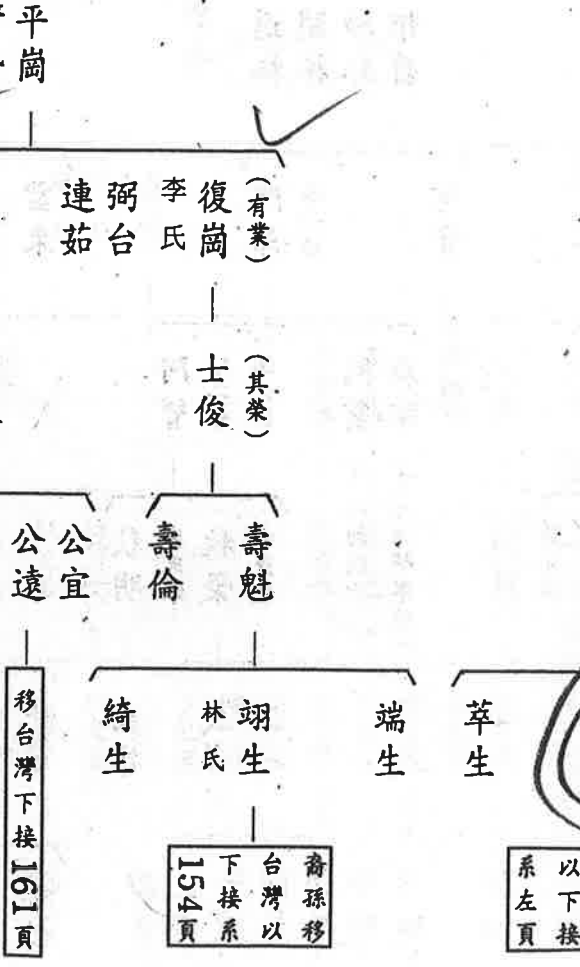 平崗
(有業)
復崗
李氏
弼台
連茹
(其榮)
士俊
壽魁
壽倫
公宜
公遠
萃生
端生
翊生
林氏
綺生
以下接
系左頁
裔孫移
台灣以
下接系
154頁
移台灣下接161頁